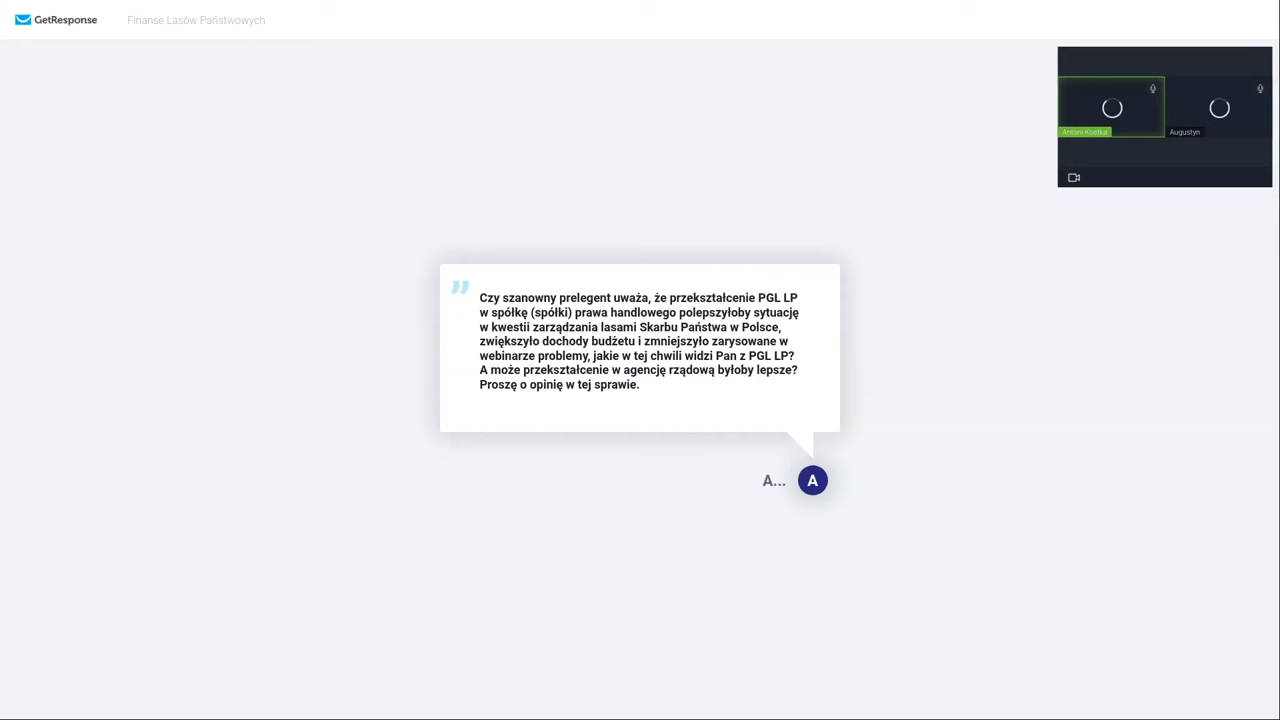 GetResponse
Finanse Lasów Państwowych
Antoni Kostka
Augustyn
Czy szanowny prelegent uważa, że przekształcenie PGL LP
w spółkę (spółki) prawa handlowego polepszyłoby sytuację
w kwestii zarządzania lasami Skarbu Państwa w Polsce,
zwiększyło dochody budżetu i zmniejszyło zarysowane w
webinarze problemy, jakie w tej chwili widzi Pan z PGL LP?
A może przekształcenie w agencję rządową byłoby lepsze?
Proszę o opinię w tej sprawie.
A...
A